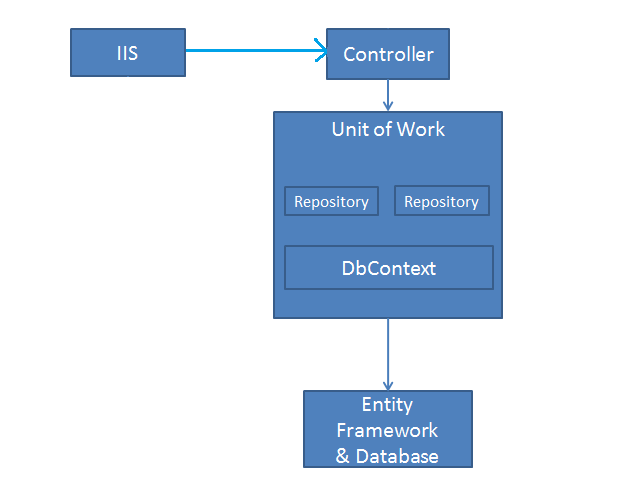 IIS
Controller
Unit of Work
Repository
Repository
DbContext
Entity
Framework
& Database